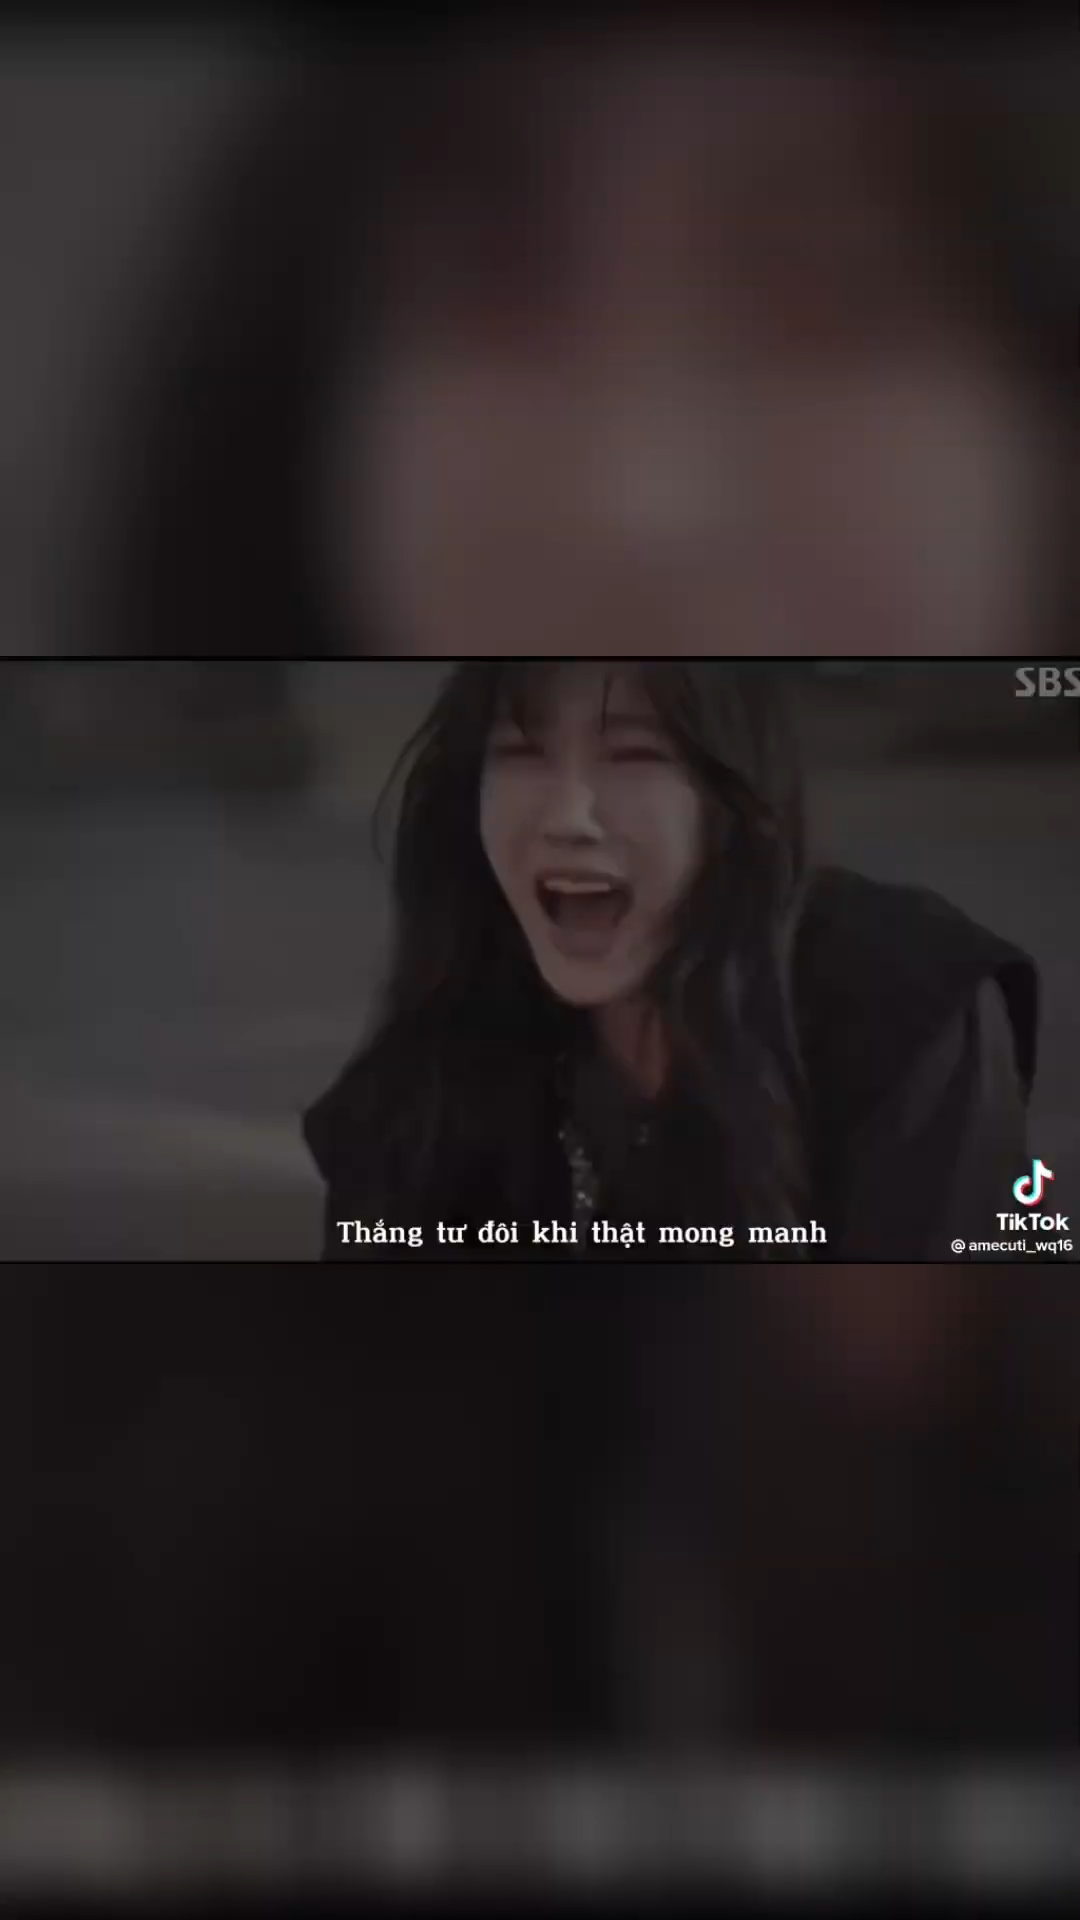 SBS
Thắng tư đôi khi thật mong manh
TikTok
@amecuti_wq16